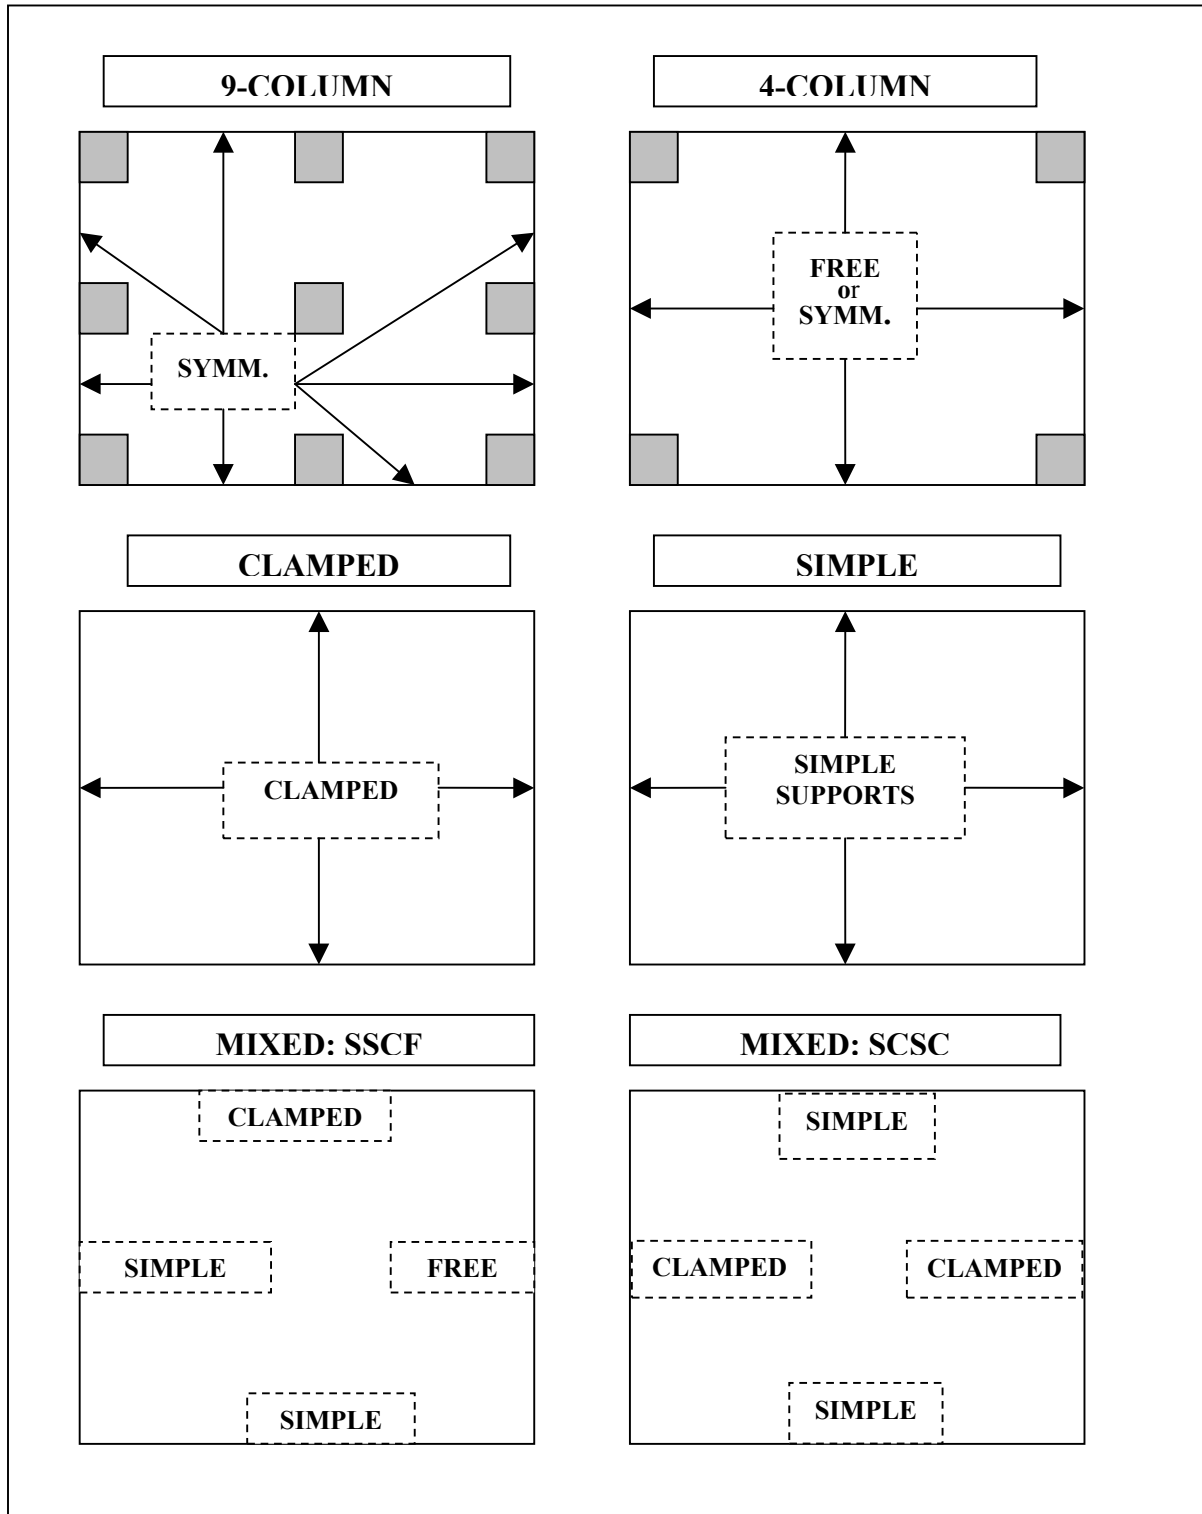 9-COLUMN
4-COLUMN
SYMM.
FREE
or
SYMM.
CLAMPED
SIMPLE
CLAMPED
SIMPLE
SUPPORTS
MIXED: SSCF
MIXED: SCSC
CLAMPED
SIMPLE
FREE
SIMPLE
SIMPLE
CLAMPED
CLAMPED
SIMPLE